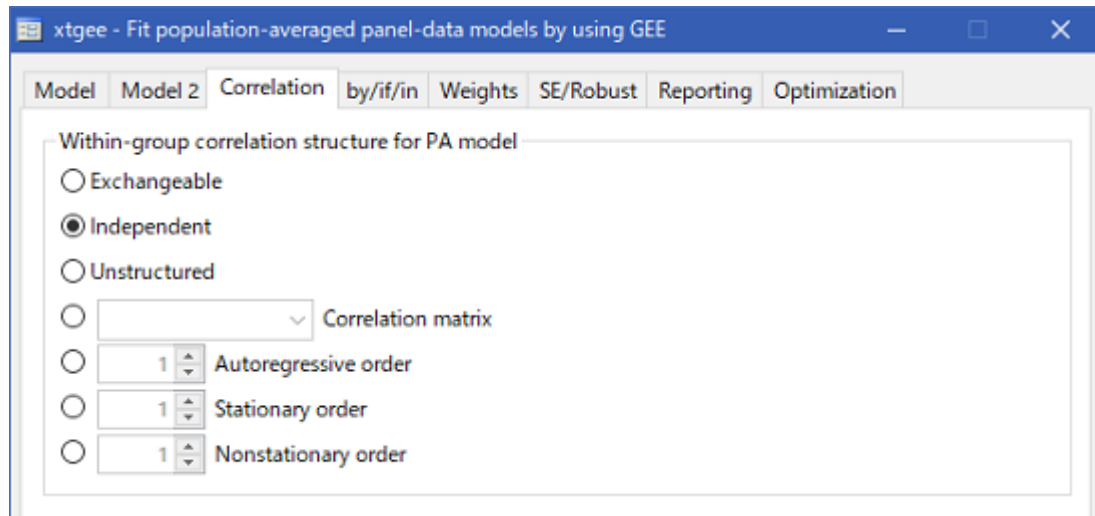 xtgee - Fit population-averaged panel-data models by using GEE
Model Model 2 Correlation by/if/in Weights SE/Robust Reporting Optimization
Within-group correlation structure for PA model
Exchangeable
Independent
Unstructured
Correlation matrix
1 Autoregressive order
1 Stationary order
1 Nonstationary order